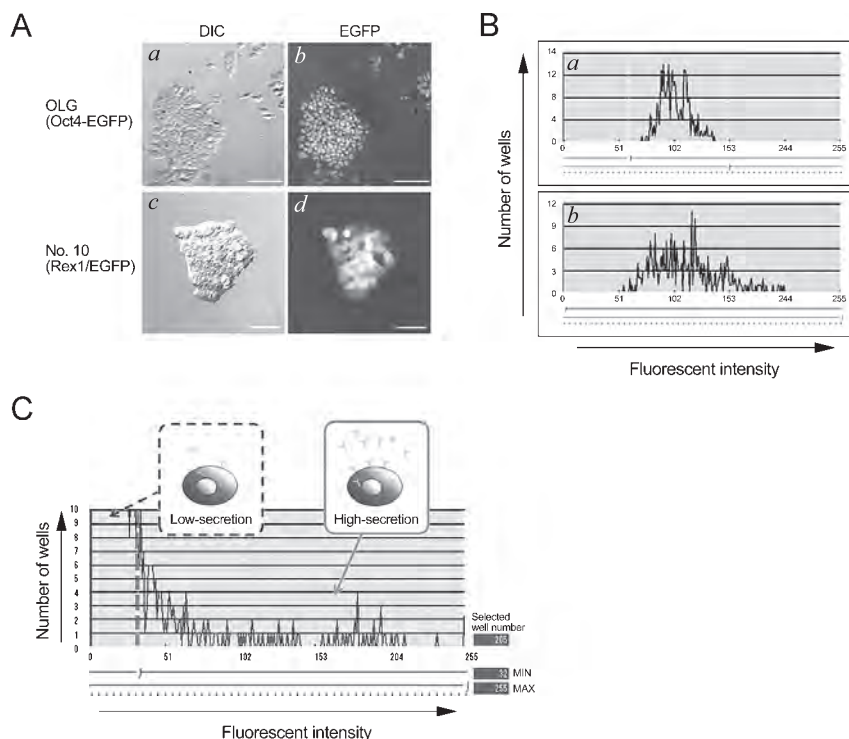 A
DIC
EGFP
a
b
OLG
(Oct4-EGFP)
c
d
No. 10
(Rex1/EGFP)
B
Number of wells
a
14
12
8
4
0
0 51 102 153 244 255
b
12
9
6
3
0
0 51 102 153 244 255
Fluorescent intensity
C
Low-secretion
High-secretion
Number of wells
10
9
8
7
6
5
4
3
2
1
0
0 51 102 153 204 255
Selected
well number
205
32 MIN
255 MAX
Fluorescent intensity